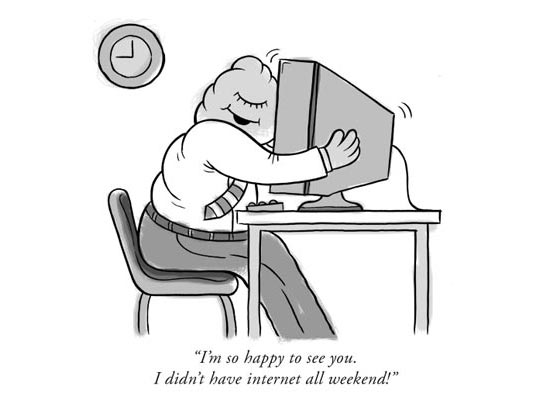 “I’m so happy to see you.
I didn’t have internet all weekend!”